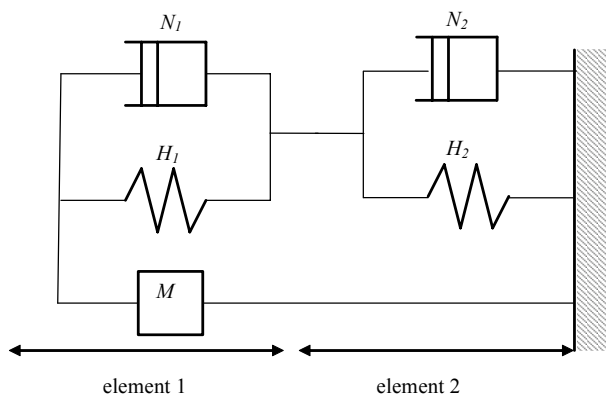 N₁
N₂
H₁
H₂
M
element 1
element 2